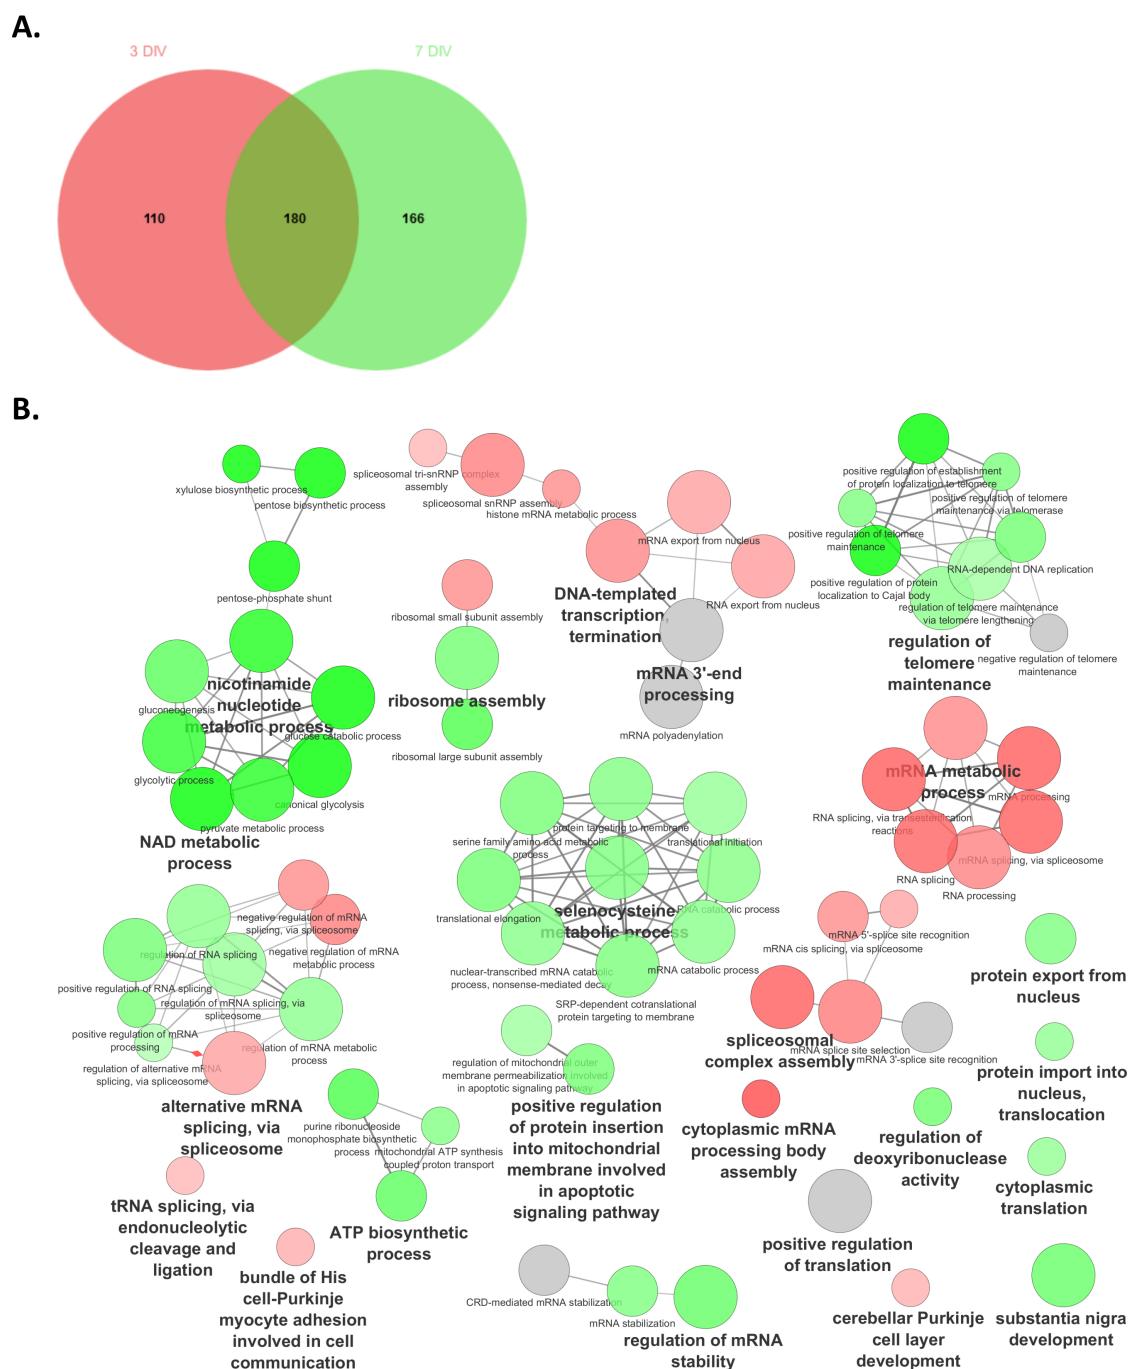 A.
3 DIV
7 DIV
110
180
166
B.
xylulose biosynthetic process
pentose biosynthetic process
pentose-phosphate shunt
nicotinamide
nucleotide
metabolic process
gluconeogenesis
glucose catabolic process
glycolytic process
canonical glycolysis
pyruvate metabolic process
NAD metabolic
process
spliceosomal tri-snRNP complex
assembly
spliceosomal snRNP assembly
histone mRNA metabolic process
mRNA export from nucleus
RNA export from nucleus
DNA-templated
transcription,
termination
mRNA 3'-end
processing
mRNA polyadenylation
ribosomal small subunit assembly
ribosome assembly
ribosomal large subunit assembly
positive regulation of establishment
of protein localization to telomere
positive regulation of telomere
maintenance via telomerase
positive regulation of telomere
maintenance
RNA-dependent DNA replication
positive regulation of protein
localization to Cajal body
regulation of telomere maintenance
via telomere lengthening
regulation of
telomere
maintenance
negative regulation of telomere
maintenance
mRNA metabolic
process
mRNA processing
RNA splicing, via transesterification
reactions
mRNA splicing, via spliceosome
RNA splicing
RNA processing
protein targeting to membrane
serine family amino acid metabolic
process
translational initiation
translational elongation
selenocysteine
metabolic process
RNA catabolic process
nuclear-transcribed mRNA catabolic
process, nonsense-mediated decay
mRNA catabolic process
SRP-dependent cotranslational
protein targeting to membrane
negative regulation of mRNA
splicing, via spliceosome
negative regulation of mRNA
metabolic process
regulation of RNA splicing
positive regulation of RNA splicing
regulation of mRNA splicing, via
spliceosome
positive regulation of mRNA
processing
regulation of mRNA metabolic
process
regulation of alternative mRNA
splicing, via spliceosome
alternative mRNA
splicing, via
spliceosome
mRNA 5'-splice site recognition
mRNA cis splicing, via spliceosome
spliceosomal
complex assembly
mRNA splice site selection
mRNA 3'-splice site recognition
protein export from
nucleus
protein import into
nucleus,
translocation
regulation of mitochondrial outer
membrane permeabilization involved
in apoptotic signaling pathway
positive regulation
of protein insertion
into mitochondrial
membrane involved
in apoptotic
signaling pathway
purine ribonucleoside
monophosphate biosynthetic
process
mitochondrial ATP synthesis
coupled proton transport
ATP biosynthetic
process
cytoplasmic mRNA
processing body
assembly
regulation of
deoxyribonuclease
activity
cytoplasmic
translation
tRNA splicing, via
endonucleolytic
cleavage and
ligation
bundle of His
cell-Purkinje
myocyte adhesion
involved in cell
communication
positive regulation
of translation
CRD-mediated mRNA stabilization
mRNA stabilization
regulation of mRNA
stability
cerebellar Purkinje
cell layer
development
substantia nigra
development